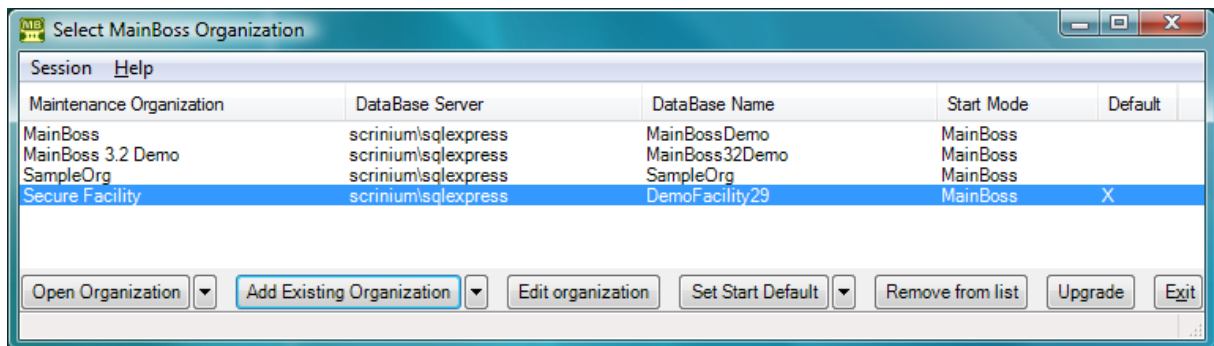 MB
Select MainBoss Organization
Session Help
Maintenance Organization DataBase Server DataBase Name Start Mode Default
MainBoss scrinium\sqlexpress MainBossDemo MainBoss
MainBoss 3.2 Demo scrinium\sqlexpress MainBoss32Demo MainBoss
SampleOrg scrinium\sqlexpress SampleOrg MainBoss
Secure Facility scrinium\sqlexpress DemoFacility29 MainBoss X
Open Organization Add Existing Organization Edit organization Set Start Default Remove from list Upgrade Exit